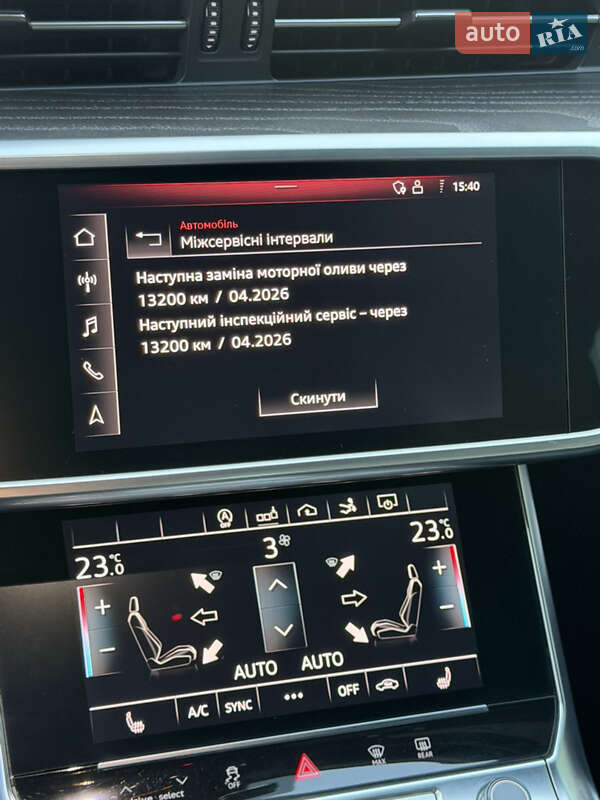 auto RIA
.com
15:40
Автомобіль
Міжсервісні інтервали
Наступна заміна моторної оливи через
13200 км / 04.2026
Наступний інспекційний сервіс – через
13200 км / 04.2026
Скинути
A OFF
23.0 °C 3 23.0 °C
+ +
− −
AUTO AUTO
A/C SYNC ••• OFF
MAX REAR
OFF
select